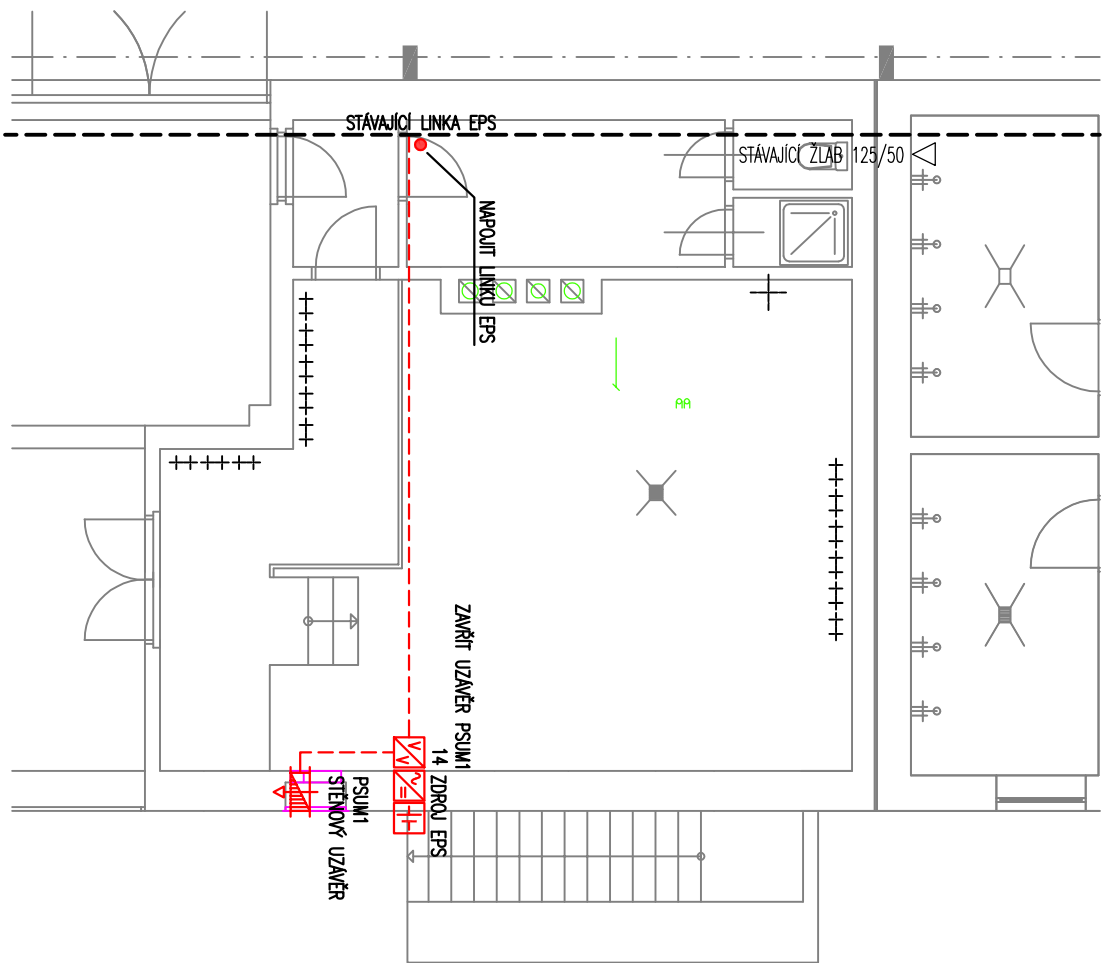 STÁVAJÍCÍ LINKA EPS
STÁVAJÍCÍ ŽLAB 125/50
NAPOJIT LINKU EPS
AA
ZAVŘÍT UZÁVĚR PSUM1
14 ZDROJ EPS
PSUM1
STĚNOVÝ UZÁVĚR